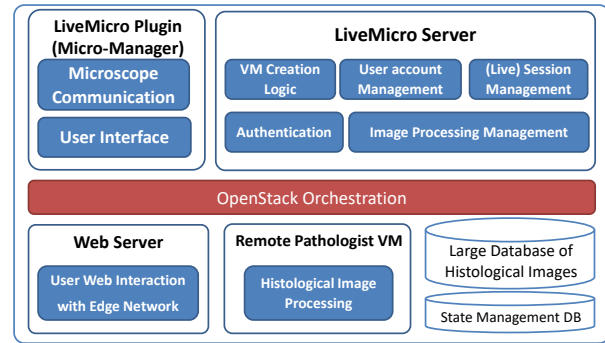 LiveMicro Plugin
(Micro-Manager)
Microscope
Communication
User Interface
LiveMicro Server
VM Creation
Logic
User account
Management
(Live) Session
Management
Authentication
Image Processing Management
OpenStack Orchestration
Web Server
User Web Interaction
with Edge Network
Remote Pathologist VM
Histological Image
Processing
Large Database of
Histological Images
State Management DB